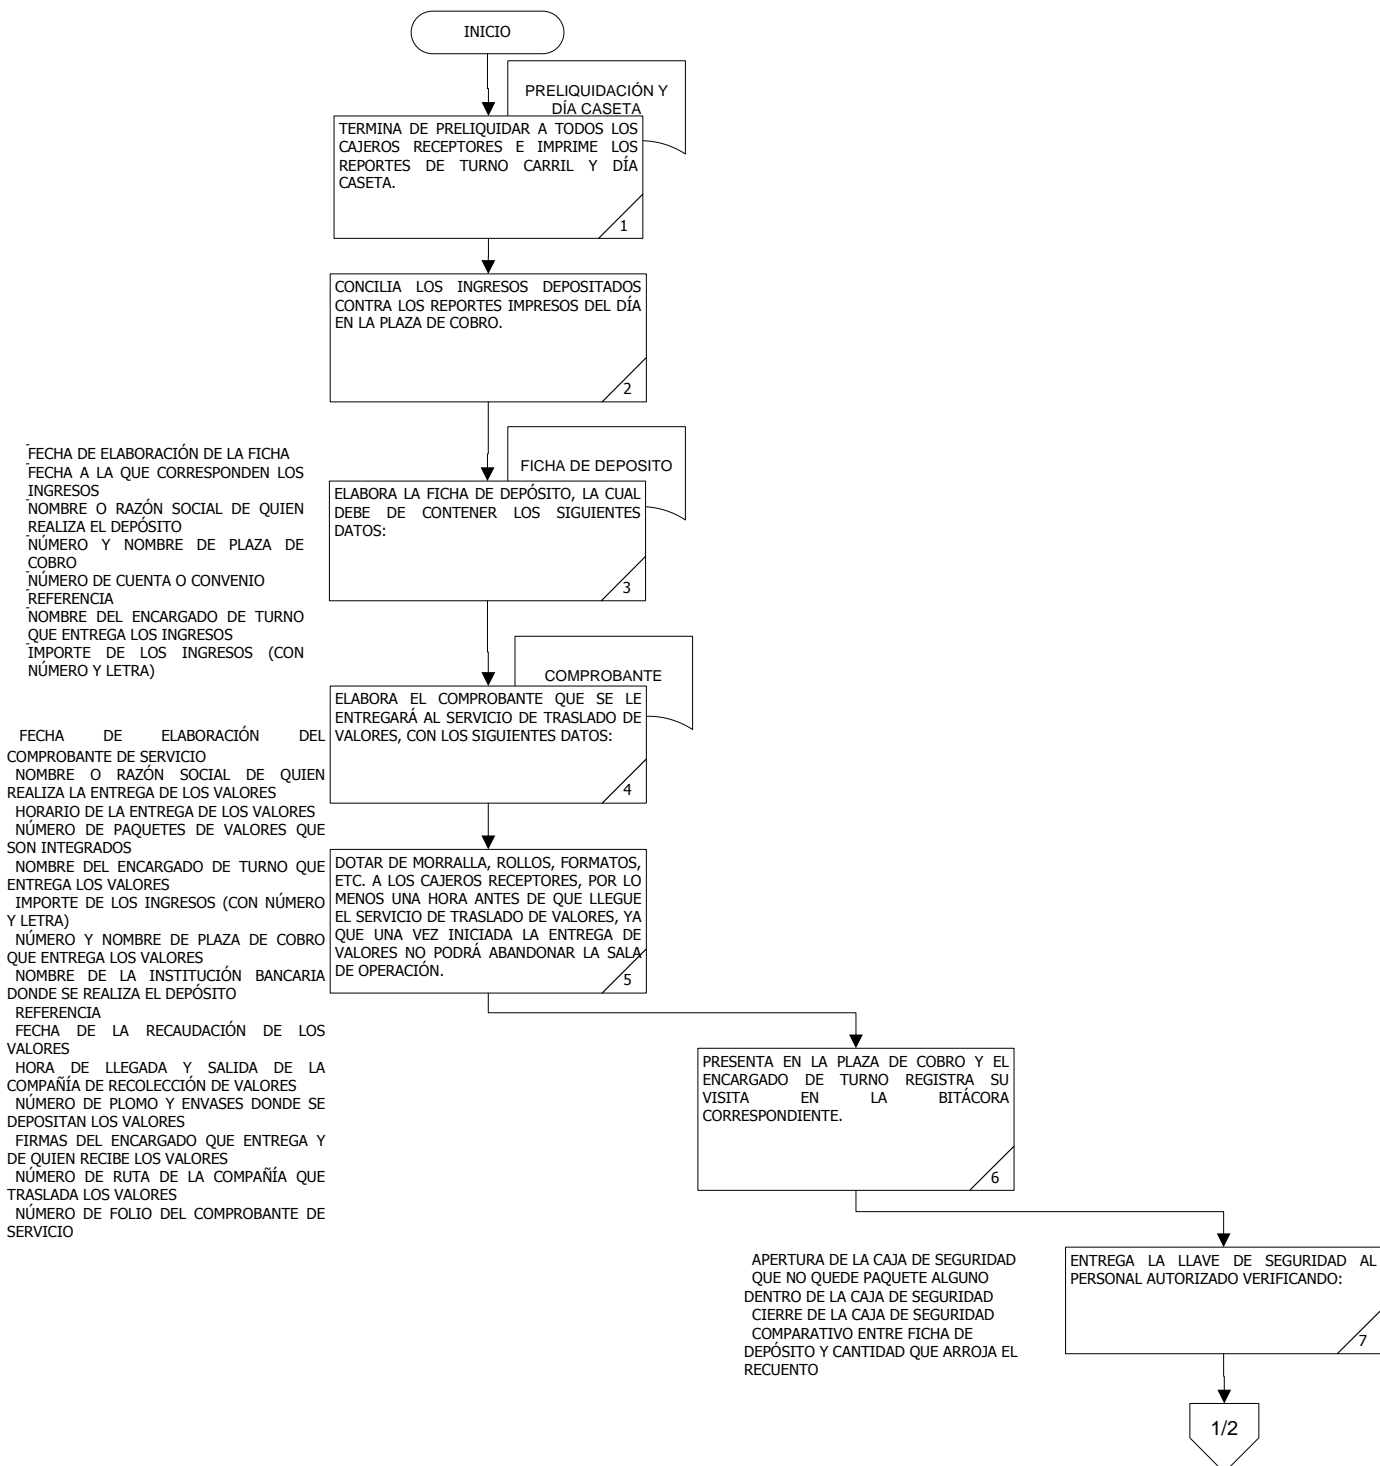 INICIO
PRELIQUIDACIÓN Y
DÍA CASETA
TERMINA DE PRELIQUIDAR A TODOS LOS
CAJEROS RECEPTORES E IMPRIME LOS
REPORTES DE TURNO CARRIL Y DÍA
CASETA.
1
CONCILIA LOS INGRESOS DEPOSITADOS
CONTRA LOS REPORTES IMPRESOS DEL DÍA
EN LA PLAZA DE COBRO.
2
FICHA DE DEPOSITO
ELABORA LA FICHA DE DEPÓSITO, LA CUAL
DEBE DE CONTENER LOS SIGUIENTES
DATOS:
3
FECHA DE ELABORACIÓN DE LA FICHA
FECHA A LA QUE CORRESPONDEN LOS
INGRESOS
NOMBRE O RAZÓN SOCIAL DE QUIEN
REALIZA EL DEPÓSITO
NÚMERO Y NOMBRE DE PLAZA DE
COBRO
NÚMERO DE CUENTA O CONVENIO
REFERENCIA
NOMBRE DEL ENCARGADO DE TURNO
QUE ENTREGA LOS INGRESOS
IMPORTE DE LOS INGRESOS (CON
NÚMERO Y LETRA)
COMPROBANTE
ELABORA EL COMPROBANTE QUE SE LE
ENTREGARÁ AL SERVICIO DE TRASLADO DE
VALORES, CON LOS SIGUIENTES DATOS:
4
FECHA DE ELABORACIÓN DEL
COMPROBANTE DE SERVICIO
NOMBRE O RAZÓN SOCIAL DE QUIEN
REALIZA LA ENTREGA DE LOS VALORES
HORARIO DE LA ENTREGA DE LOS VALORES
NÚMERO DE PAQUETES DE VALORES QUE
SON INTEGRADOS
NOMBRE DEL ENCARGADO DE TURNO QUE
ENTREGA LOS VALORES
IMPORTE DE LOS INGRESOS (CON NÚMERO
Y LETRA)
NÚMERO Y NOMBRE DE PLAZA DE COBRO
QUE ENTREGA LOS VALORES
NOMBRE DE LA INSTITUCIÓN BANCARIA
DONDE SE REALIZA EL DEPÓSITO
REFERENCIA
FECHA DE LA RECAUDACIÓN DE LOS
VALORES
HORA DE LLEGADA Y SALIDA DE LA
COMPAÑÍA DE RECOLECCIÓN DE VALORES
NÚMERO DE PLOMO Y ENVASES DONDE SE
DEPOSITAN LOS VALORES
FIRMAS DEL ENCARGADO QUE ENTREGA Y
DE QUIEN RECIBE LOS VALORES
NÚMERO DE RUTA DE LA COMPAÑÍA QUE
TRASLADA LOS VALORES
NÚMERO DE FOLIO DEL COMPROBANTE DE
SERVICIO
DOTAR DE MORRALLA, ROLLOS, FORMATOS,
ETC. A LOS CAJEROS RECEPTORES, POR LO
MENOS UNA HORA ANTES DE QUE LLEGUE
EL SERVICIO DE TRASLADO DE VALORES, YA
QUE UNA VEZ INICIADA LA ENTREGA DE
VALORES NO PODRÁ ABANDONAR LA SALA
DE OPERACIÓN.
5
PRESENTA EN LA PLAZA DE COBRO Y EL
ENCARGADO DE TURNO REGISTRA SU
VISITA EN LA BITÁCORA
CORRESPONDIENTE.
6
ENTREGA LA LLAVE DE SEGURIDAD AL
PERSONAL AUTORIZADO VERIFICANDO:
7
APERTURA DE LA CAJA DE SEGURIDAD
QUE NO QUEDE PAQUETE ALGUNO
DENTRO DE LA CAJA DE SEGURIDAD
CIERRE DE LA CAJA DE SEGURIDAD
COMPARATIVO ENTRE FICHA DE
DEPÓSITO Y CANTIDAD QUE ARROJA EL
RECUENTO
1/2